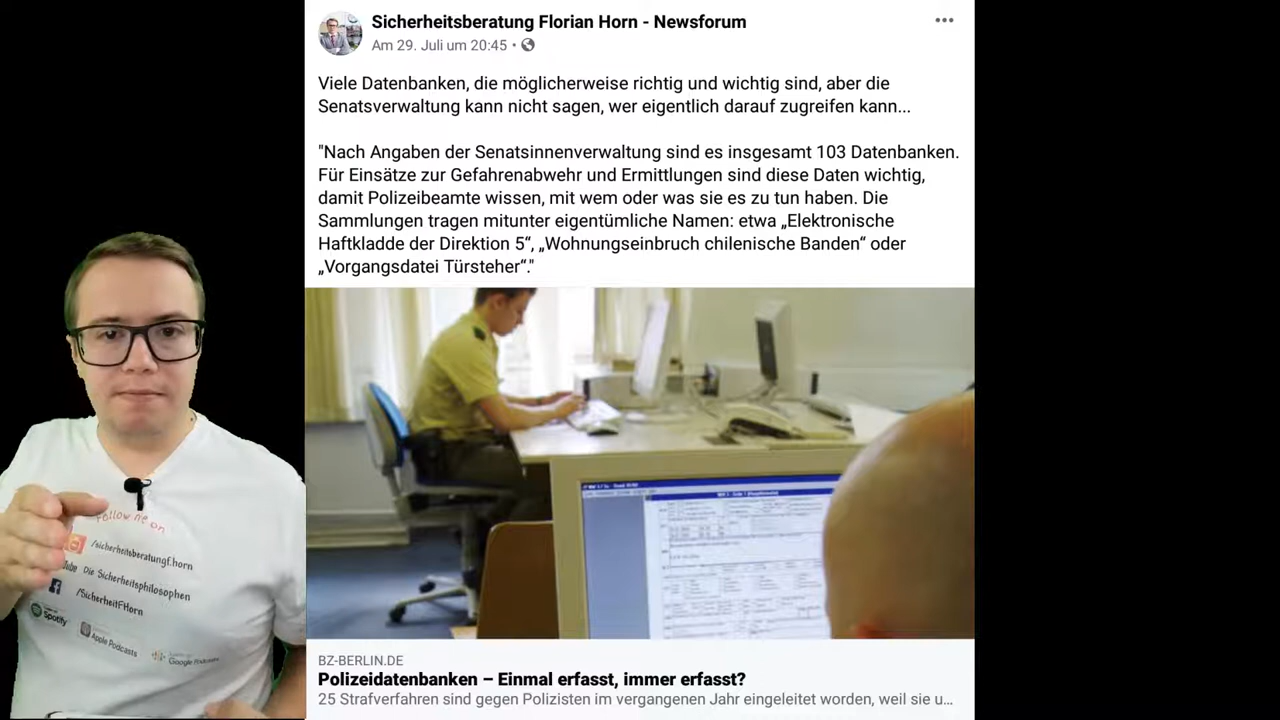 Sicherheitsberatung Florian Horn - Newsforum
Am 29. Juli um 20:45 •
Viele Datenbanken, die möglicherweise richtig und wichtig sind, aber die
Senatsverwaltung kann nicht sagen, wer eigentlich darauf zugreifen kann...
"Nach Angaben der Senatsinnenverwaltung sind es insgesamt 103 Datenbanken.
Für Einsätze zur Gefahrenabwehr und Ermittlungen sind diese Daten wichtig,
damit Polizeibeamte wissen, mit wem oder was sie es zu tun haben. Die
Sammlungen tragen mitunter eigentümliche Namen: etwa „Elektronische
Haftkladde der Direktion 5“, „Wohnungseinbruch chilenische Banden“ oder
„Vorgangsdatei Türsteher“."
BZ-BERLIN.DE
Polizeidatenbanken – Einmal erfasst, immer erfasst?
25 Strafverfahren sind gegen Polizisten im vergangenen Jahr eingeleitet worden, weil sie u...
Follow me on
/sicherheitsberatungf.horn
Die Sicherheitsphilosophen
/SicherheitFHorn
Spotify
Apple Podcasts
Google Podcasts